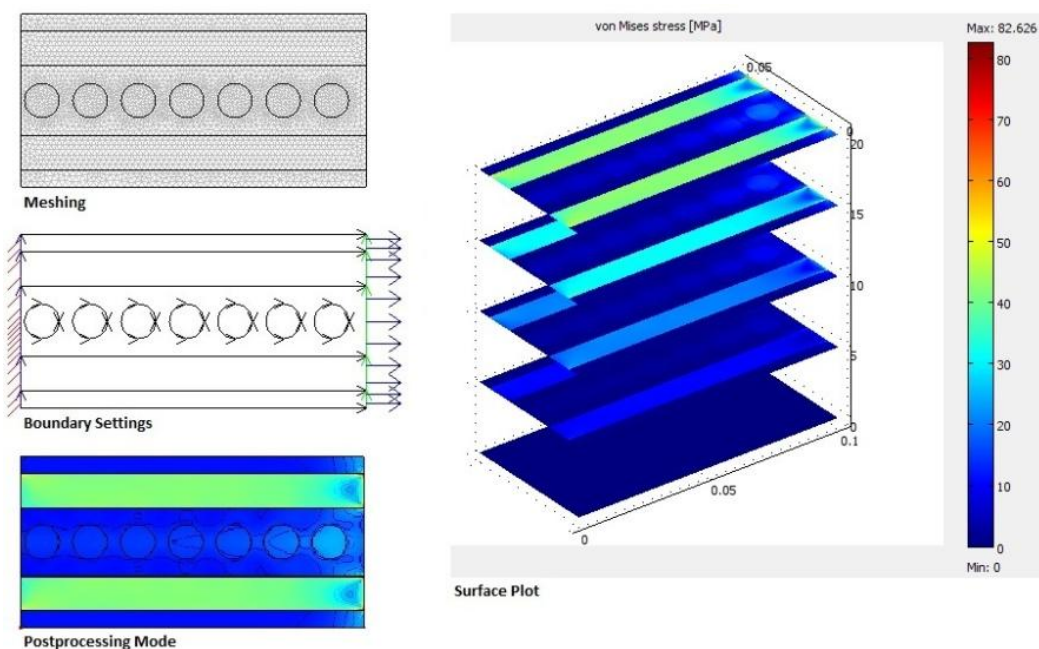 Meshing
Boundary Settings
Postprocessing Mode
von Mises stress [MPa]
Max: 82.626
80
70
60
50
40
30
20
10
0
Min: 0
0.05
0
20
15
10
5
0
0.1
0.05
0
Surface Plot